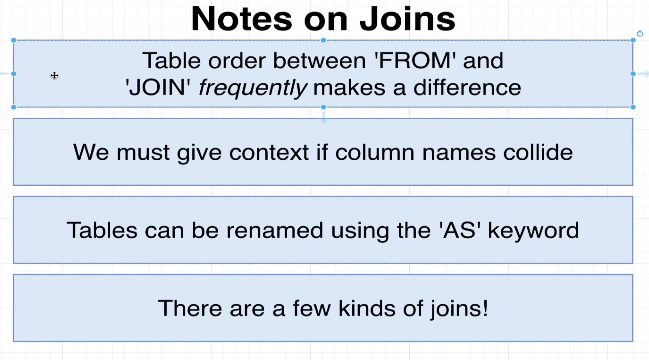 Notes on Joins
Table order between 'FROM' and
'JOIN' frequently makes a difference
We must give context if column names collide
Tables can be renamed using the 'AS' keyword
There are a few kinds of joins!